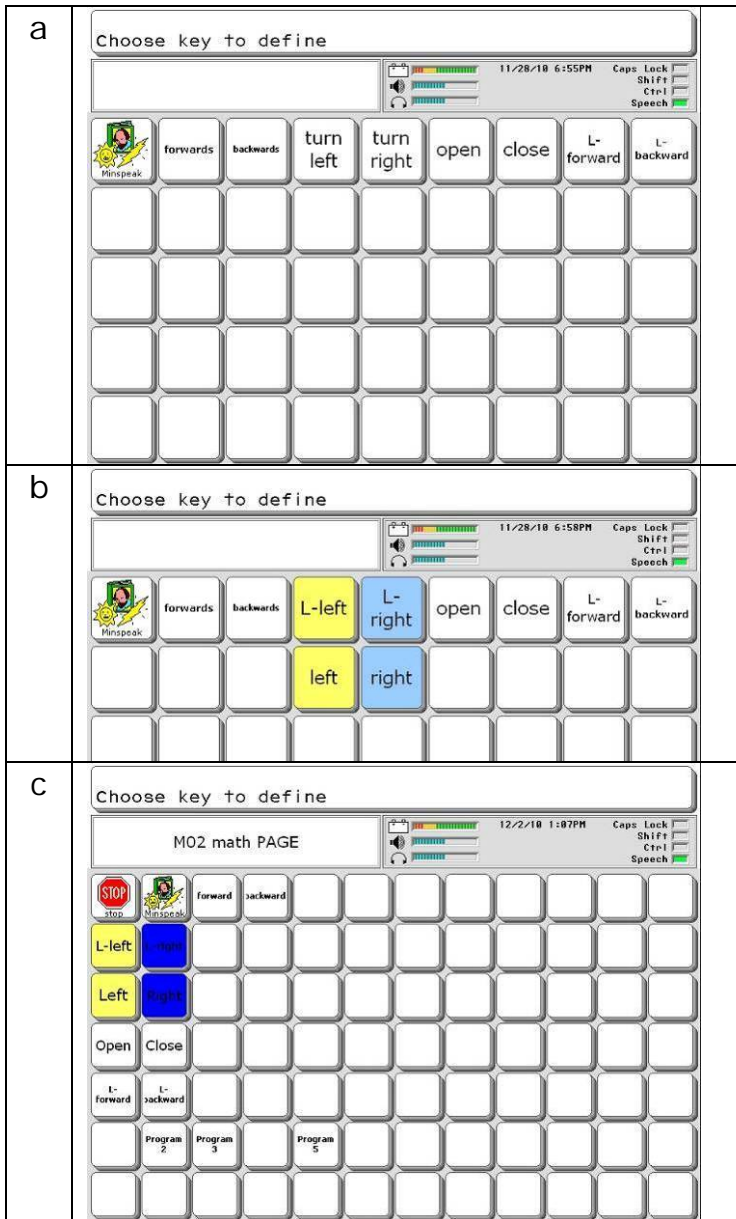 a
Choose key to define
11/28/10 6:55PM Caps Lock
Shift
Ctrl
Speech
Minspeak forwards backwards turn left turn right open close L-forward L-backward
b
Choose key to define
11/28/10 6:58PM Caps Lock
Shift
Ctrl
Speech
Minspeak forwards backwards L-left L-right open close L-forward L-backward
left right
c
Choose key to define
M02 math PAGE
12/2/10 1:07PM Caps Lock
Shift
Ctrl
Speech
STOP
stop Minspeak forward backward
L-left L-right
Left Right
Open Close
L-forward L-backward
Program 2 Program 3 Program 5